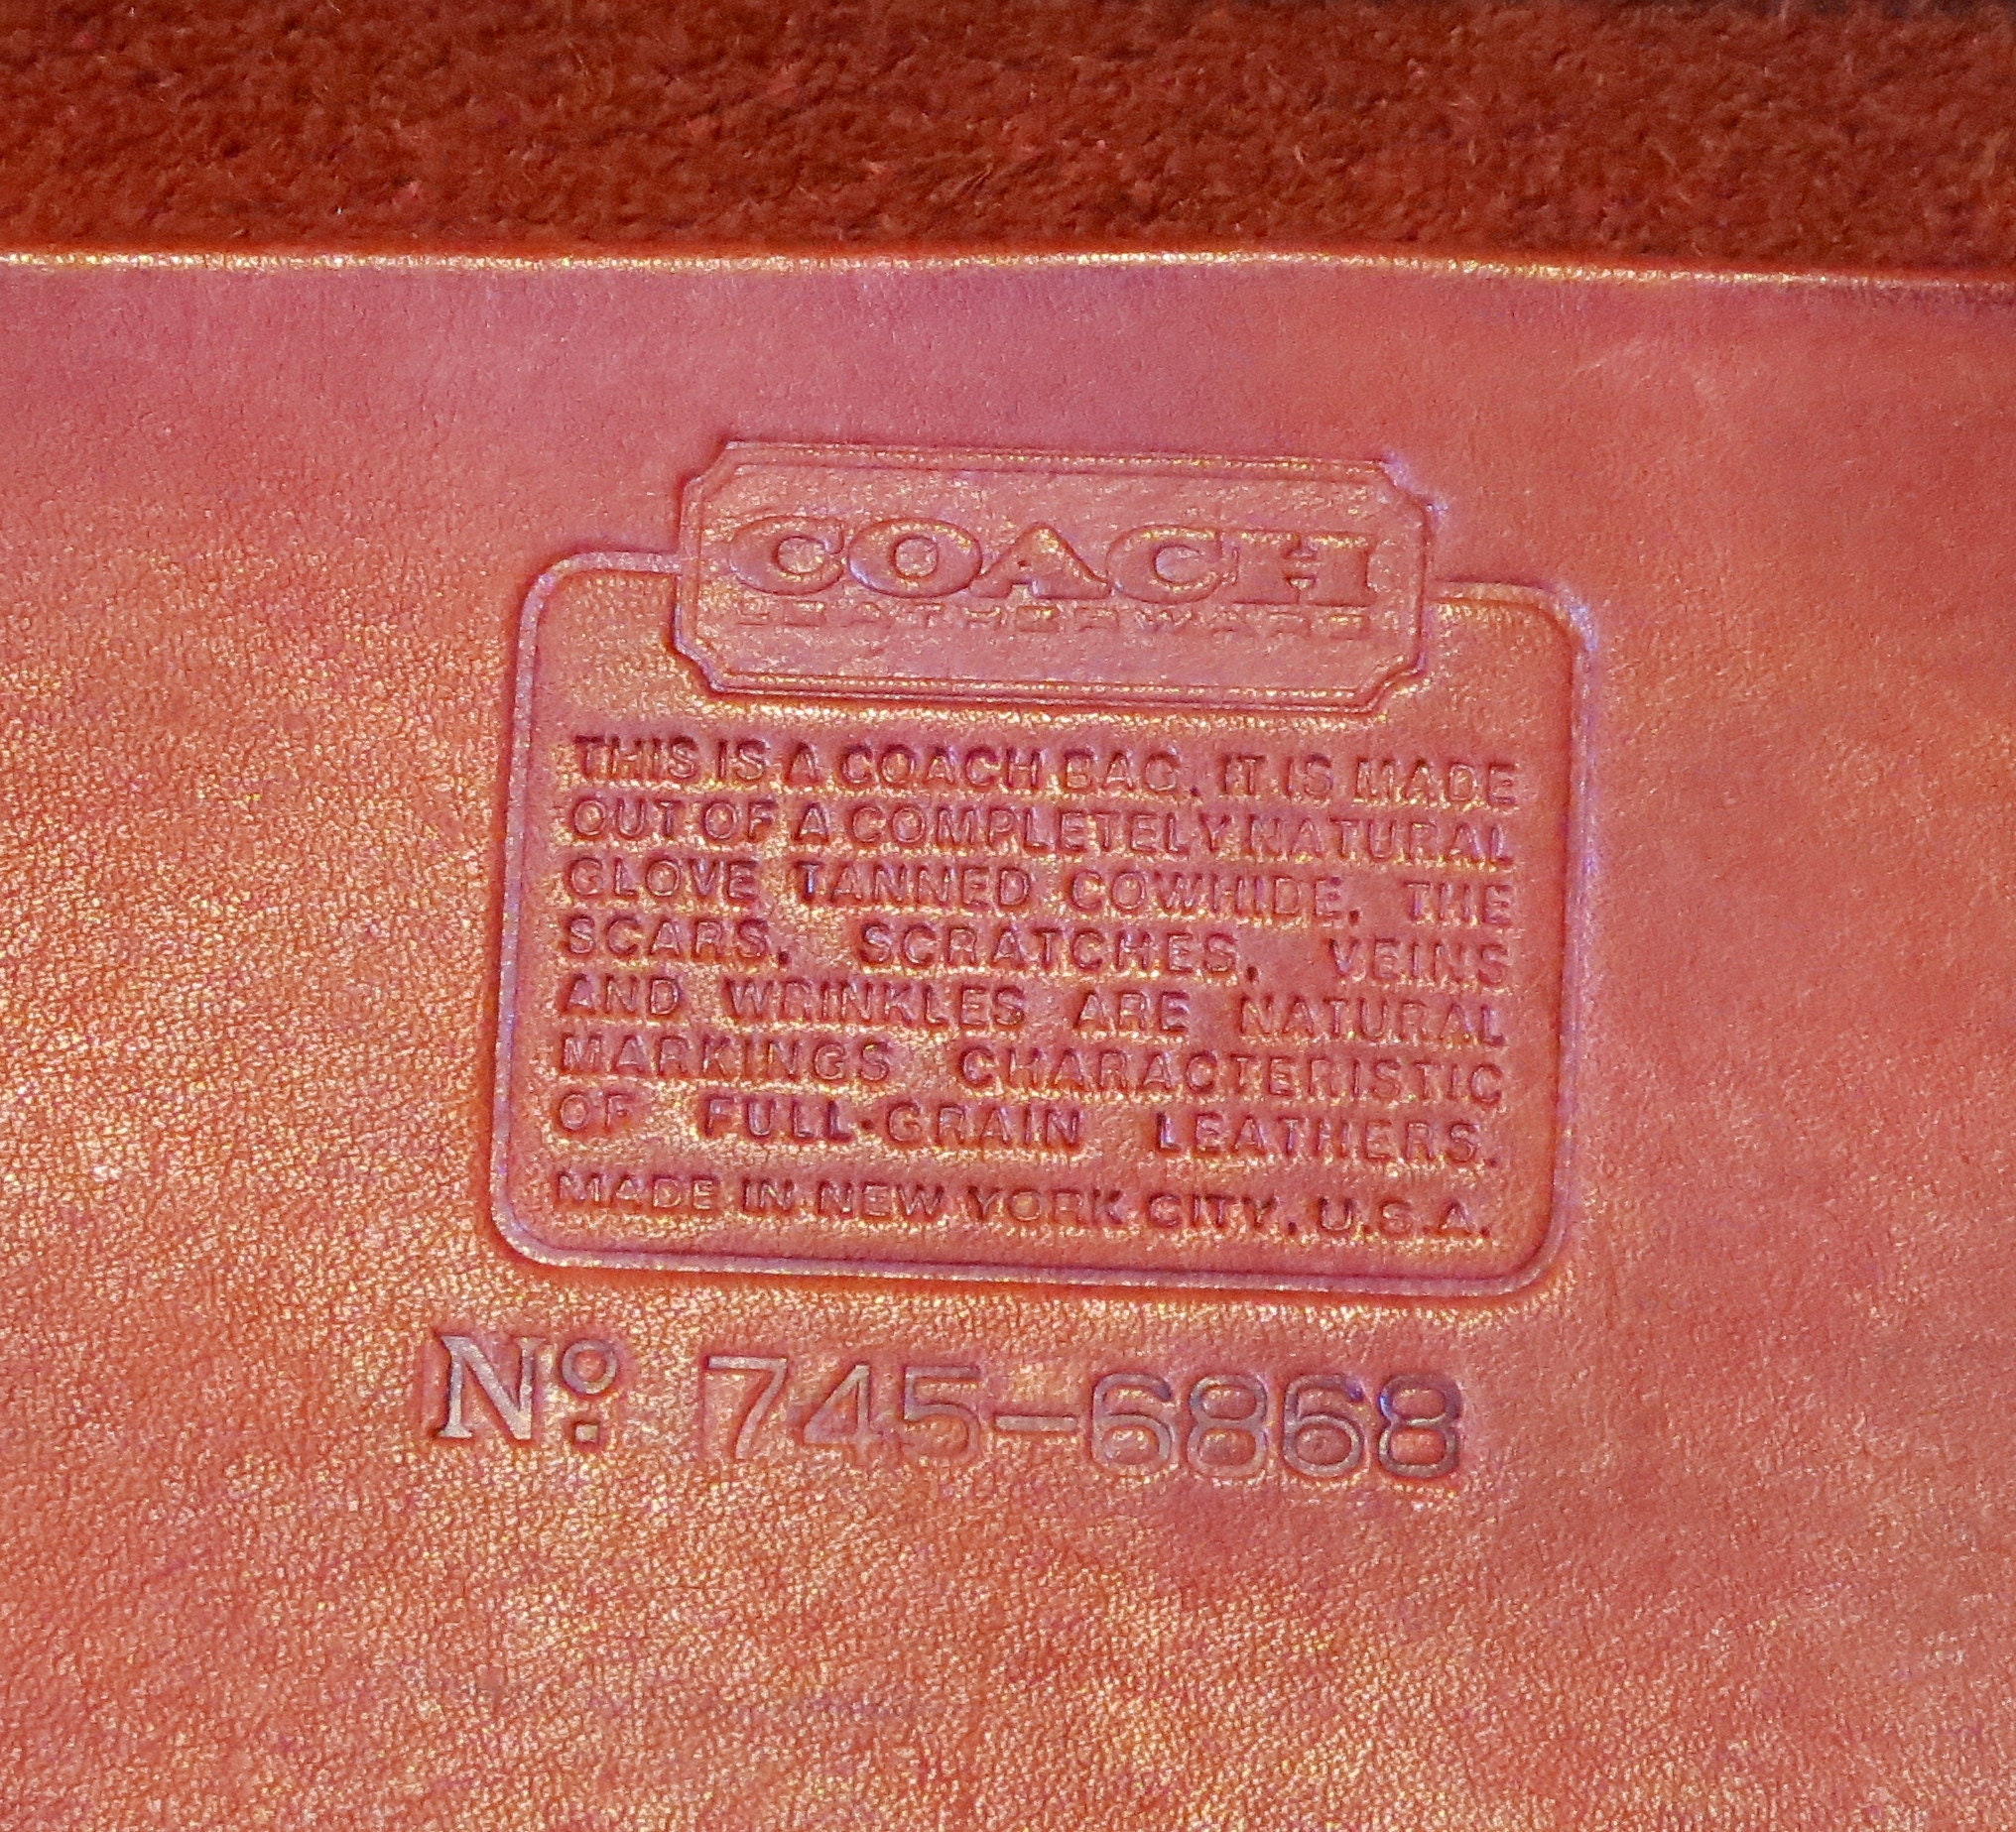 COACH
LEATHERWARE
THIS IS A COACH BAG. IT IS MADE
OUT OF A COMPLETELY NATURAL
GLOVE TANNED COWHIDE. THE
SCARS, SCRATCHES, VEINS
AND WRINKLES ARE NATURAL
MARKINGS CHARACTERISTIC
OF FULL-GRAIN LEATHERS.
MADE IN NEW YORK CITY, U.S.A.
Nº 745-6868